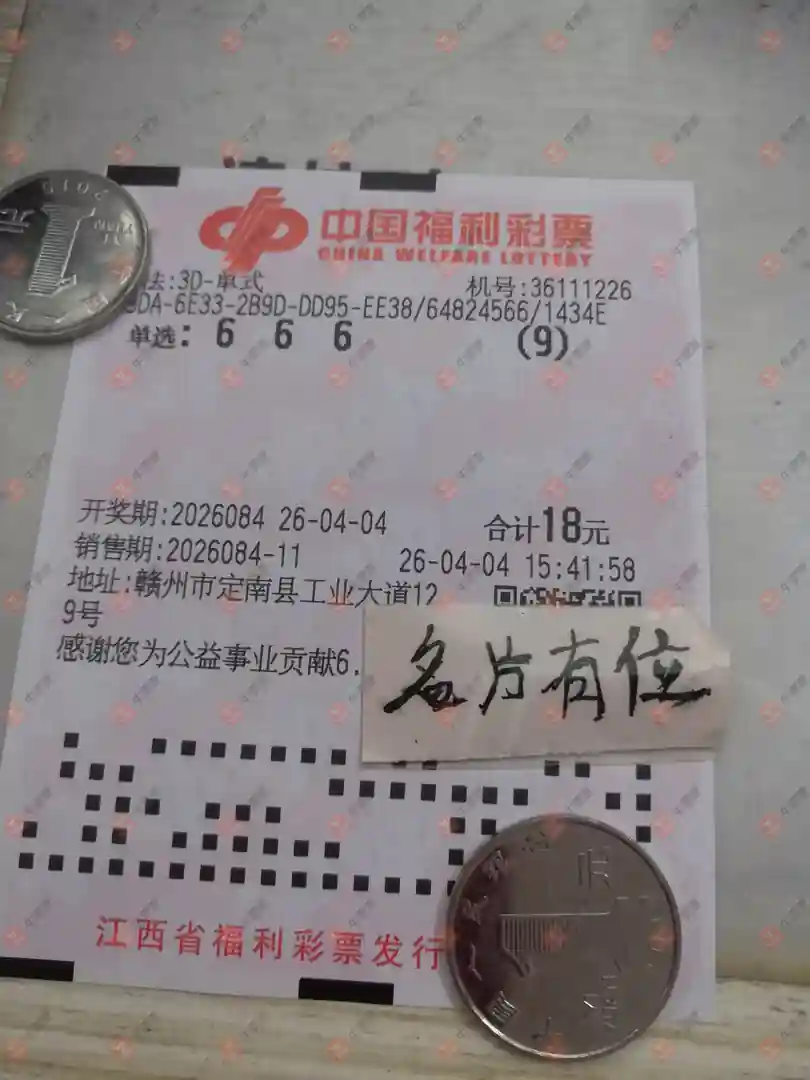 中国福利彩票
CHINA WELFARE LOTTERY
法:3D-单式 机号:36111226
DA-6E33-2B9D-DD95-EE38/64824566/1434E
单选: 6 6 6 (9)
开奖期:2026084 26-04-04 合计18元
销售期:2026084-11 26-04-04 15:41:58
地址:赣州市定南县工业大道12
9号
感谢您为公益事业贡献6.
名片有位
江西省福利彩票发行